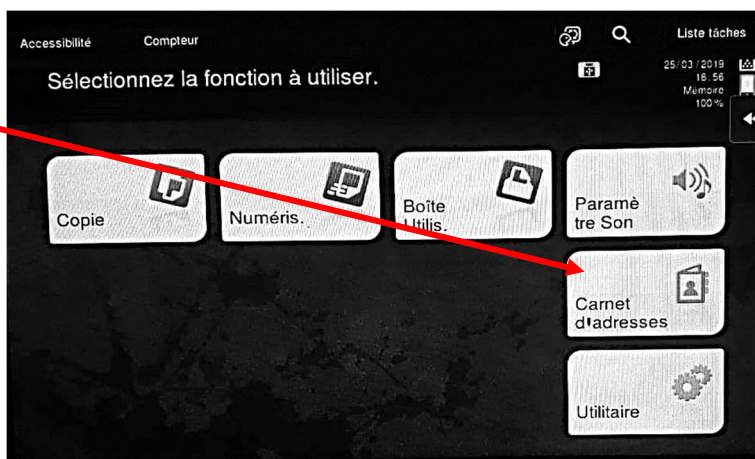 Accessibilité
Compteur
Liste tâches
Sélectionnez la fonction à utiliser.
25/03/2019
16:56
Mémoire
100%
Copie
Numéris.
Boîte
Utilis.
Paramè
tre Son
Carnet
d'adresses
Utilitaire